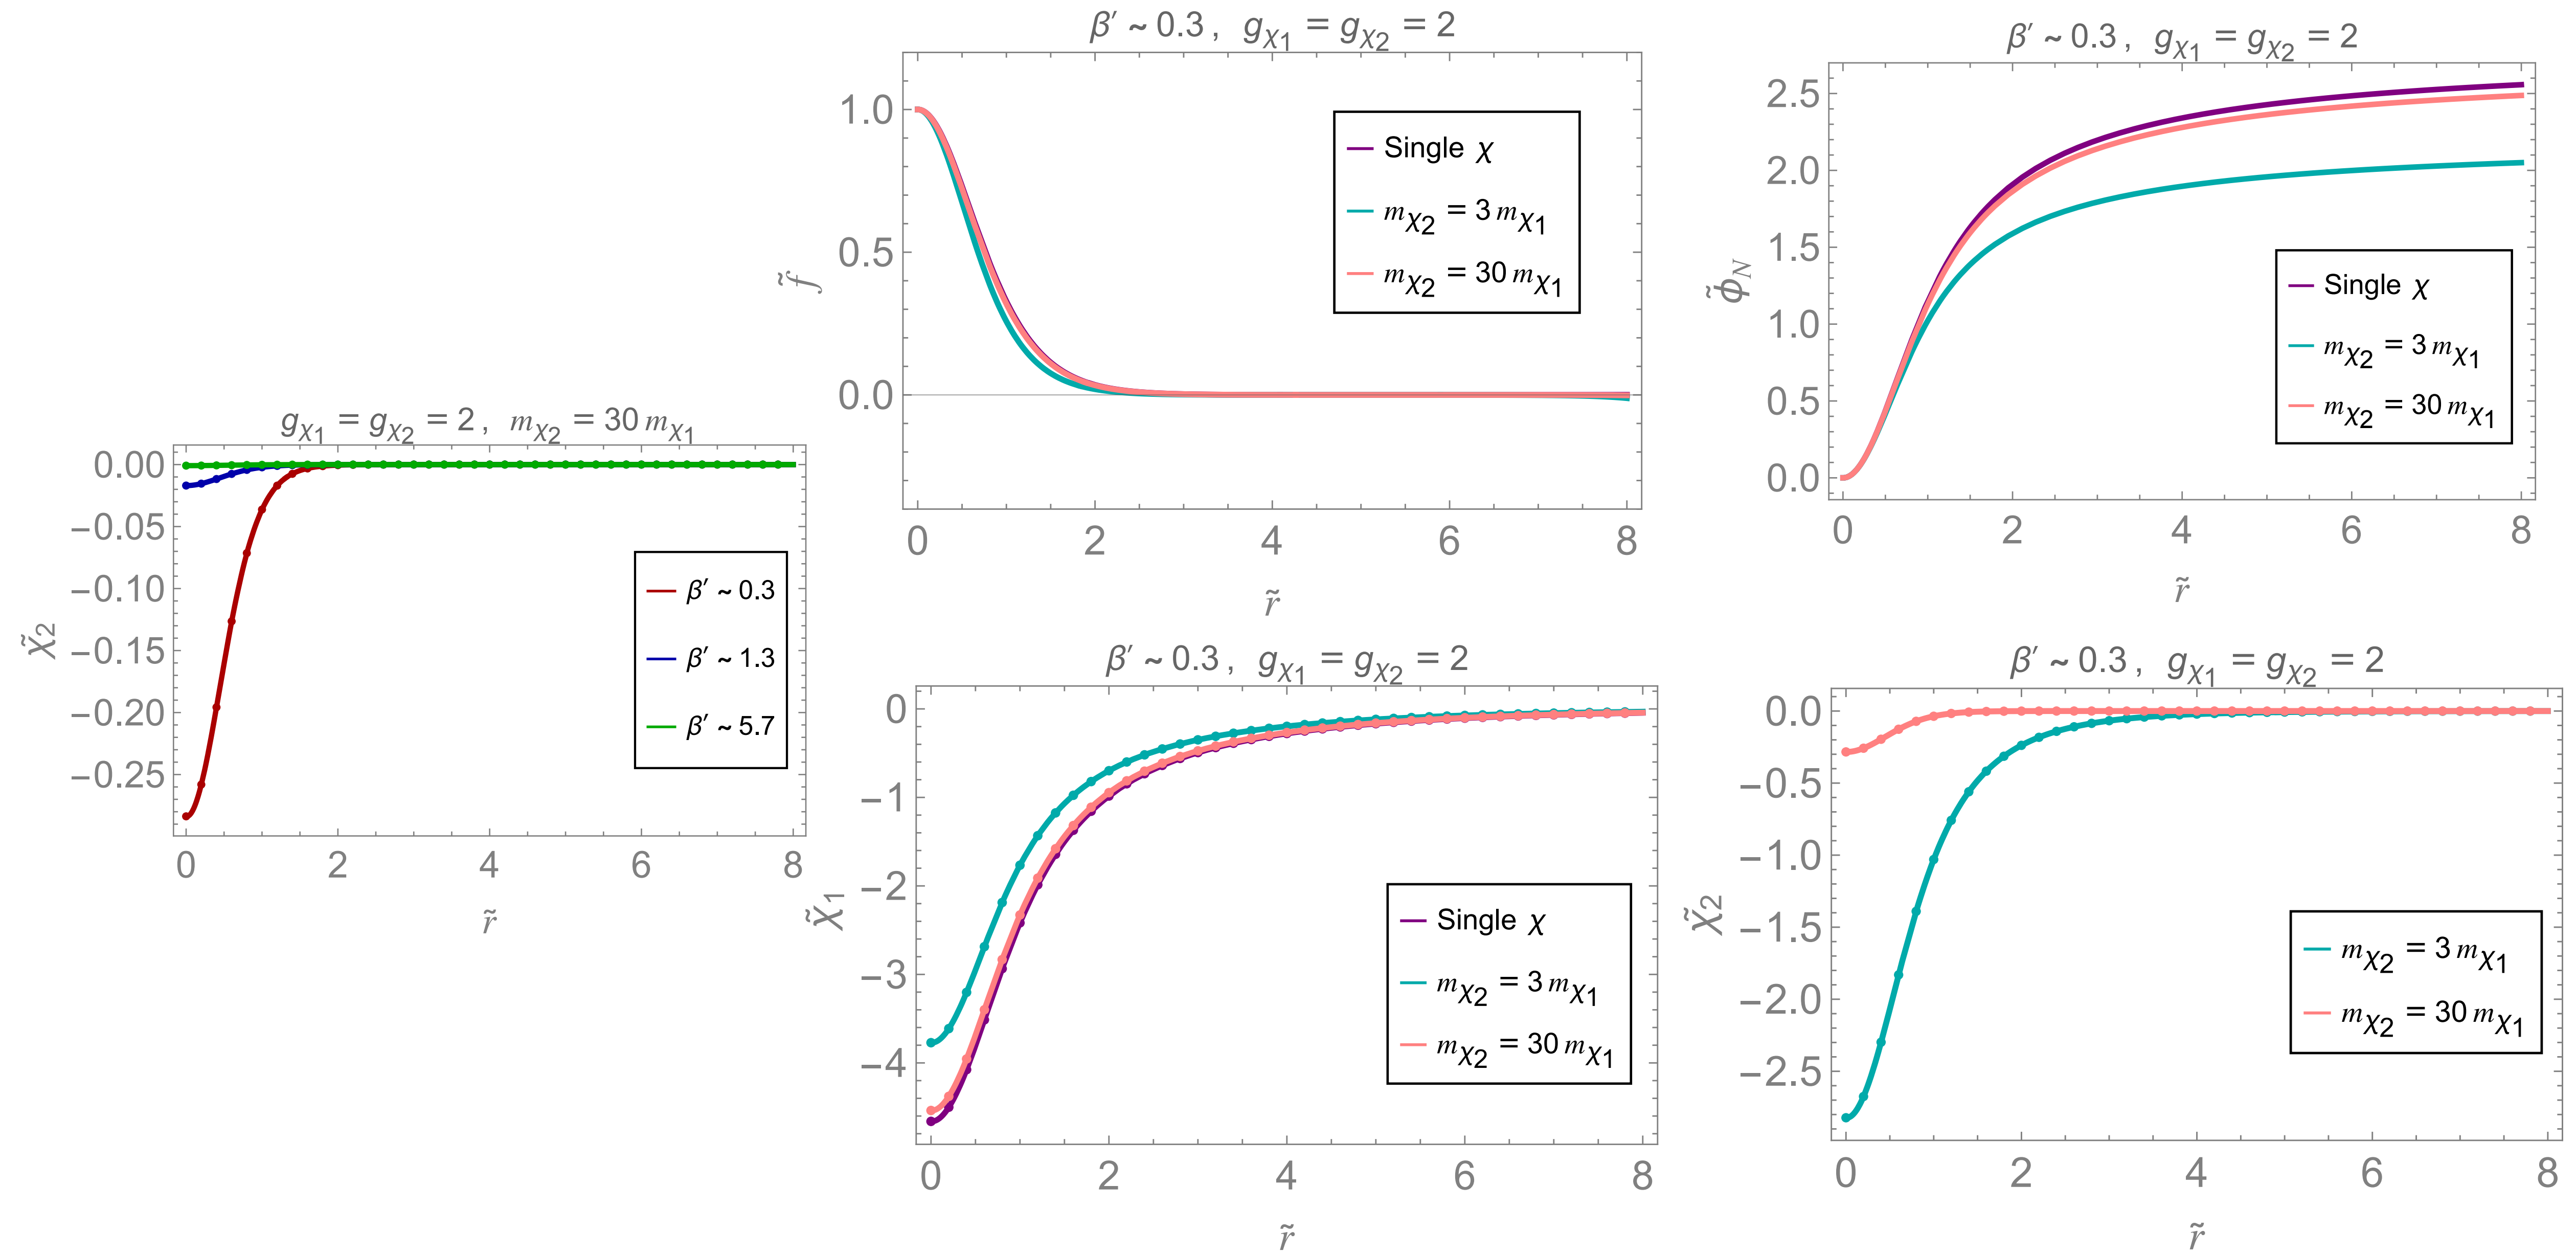 g_χ1 = g_χ2 = 2 , m_χ2 = 30 m_χ1
0.00
−0.05
−0.10
−0.15
−0.20
−0.25
χ̃_2
β′ ~ 0.3
β′ ~ 1.3
β′ ~ 5.7
0 2 4 6 8
r̃
β′ ~ 0.3 , g_χ1 = g_χ2 = 2
1.0
0.5
0.0
f̃
Single χ
m_χ2 = 3 m_χ1
m_χ2 = 30 m_χ1
0 2 4 6 8
r̃
β′ ~ 0.3 , g_χ1 = g_χ2 = 2
2.5
2.0
1.5
1.0
0.5
0.0
ϕ̃_N
Single χ
m_χ2 = 3 m_χ1
m_χ2 = 30 m_χ1
0 2 4 6 8
r̃
β′ ~ 0.3 , g_χ1 = g_χ2 = 2
0
−1
−2
−3
−4
χ̃_1
Single χ
m_χ2 = 3 m_χ1
m_χ2 = 30 m_χ1
0 2 4 6 8
r̃
β′ ~ 0.3 , g_χ1 = g_χ2 = 2
0.0
−0.5
−1.0
−1.5
−2.0
−2.5
χ̃_2
m_χ2 = 3 m_χ1
m_χ2 = 30 m_χ1
0 2 4 6 8
r̃